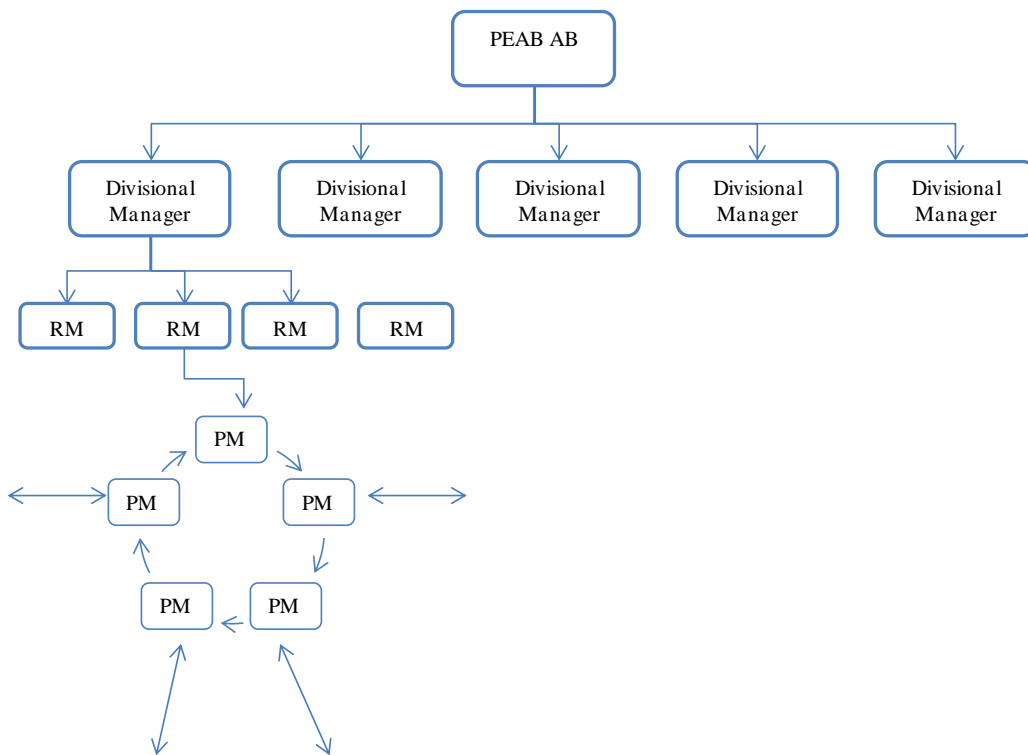 PEAB AB
Divisional
Manager
Divisional
Manager
Divisional
Manager
Divisional
Manager
Divisional
Manager
RM
RM
RM
RM
PM
PM
PM
PM
PM